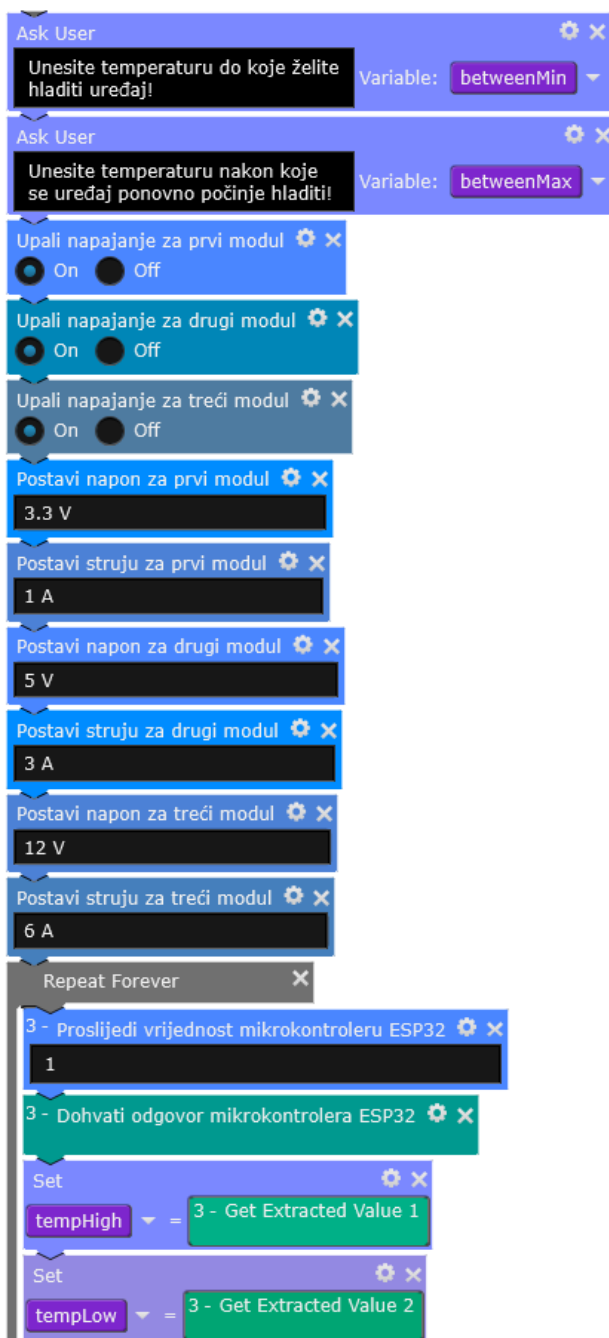 Ask User
Unesite temperaturu do koje želite
hladiti uređaj!
Variable: betweenMin
Ask User
Unesite temperaturu nakon koje
se uređaj ponovno počinje hladiti!
Variable: betweenMax
Upali napajanje za prvi modul
On Off
Upali napajanje za drugi modul
On Off
Upali napajanje za treći modul
On Off
Postavi napon za prvi modul
3.3 V
Postavi struju za prvi modul
1 A
Postavi napon za drugi modul
5 V
Postavi struju za drugi modul
3 A
Postavi napon za treći modul
12 V
Postavi struju za treći modul
6 A
Repeat Forever
3 - Proslijedi vrijednost mikrokontroleru ESP32
1
3 - Dohvati odgovor mikrokontrolera ESP32
Set
tempHigh = 3 - Get Extracted Value 1
Set
tempLow = 3 - Get Extracted Value 2